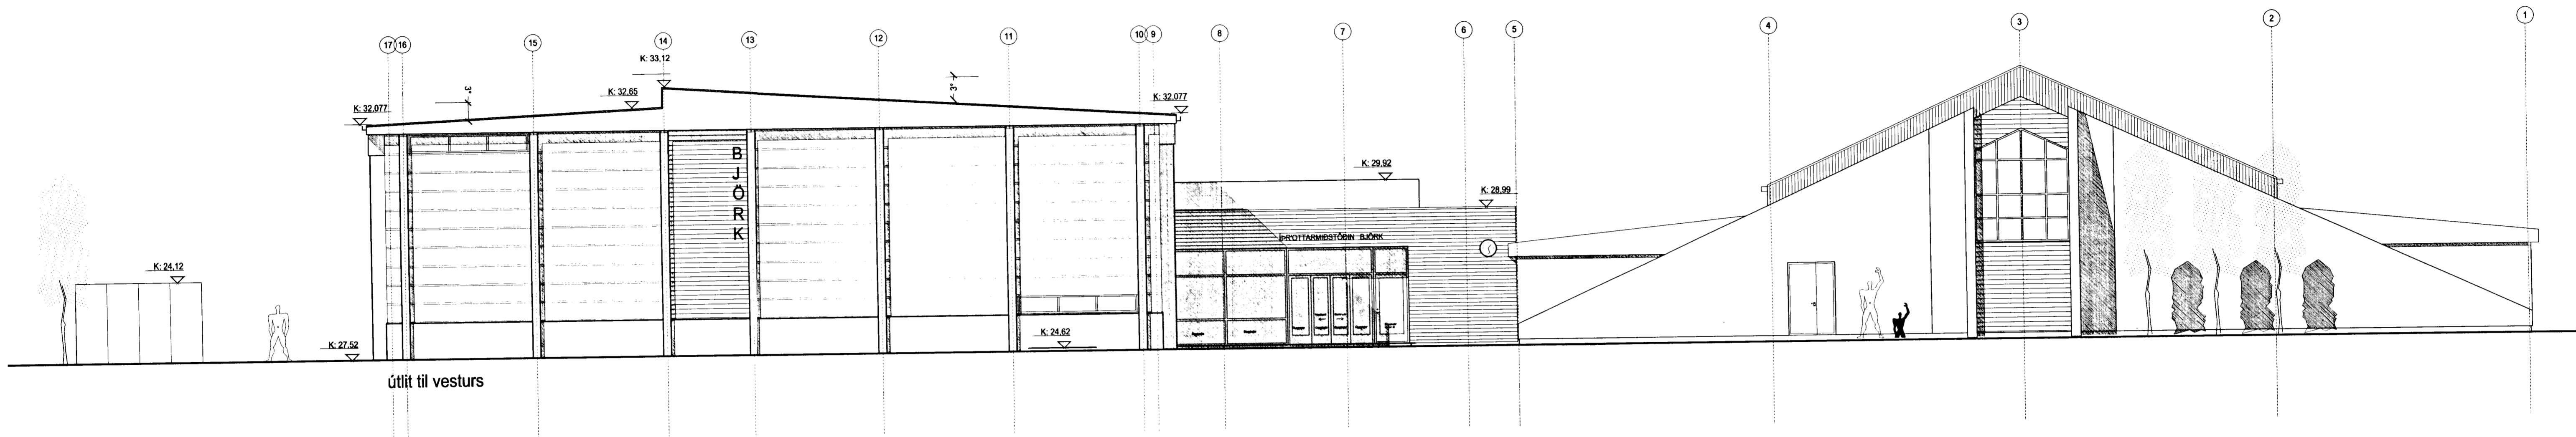 17 16 15 14 13 12 11 10 9 8 7 6 5 4 3 2 1
K: 33,12
3°
3°
K: 32,077
K: 32,65
K: 32,077
B
J
Ö
R
K
K: 29,92
K: 28,99
ÍÞRÓTTARMIÐSTÖÐIN BJÖRK
K: 24,12
K: 27,52
K: 24,62
útlit til vesturs